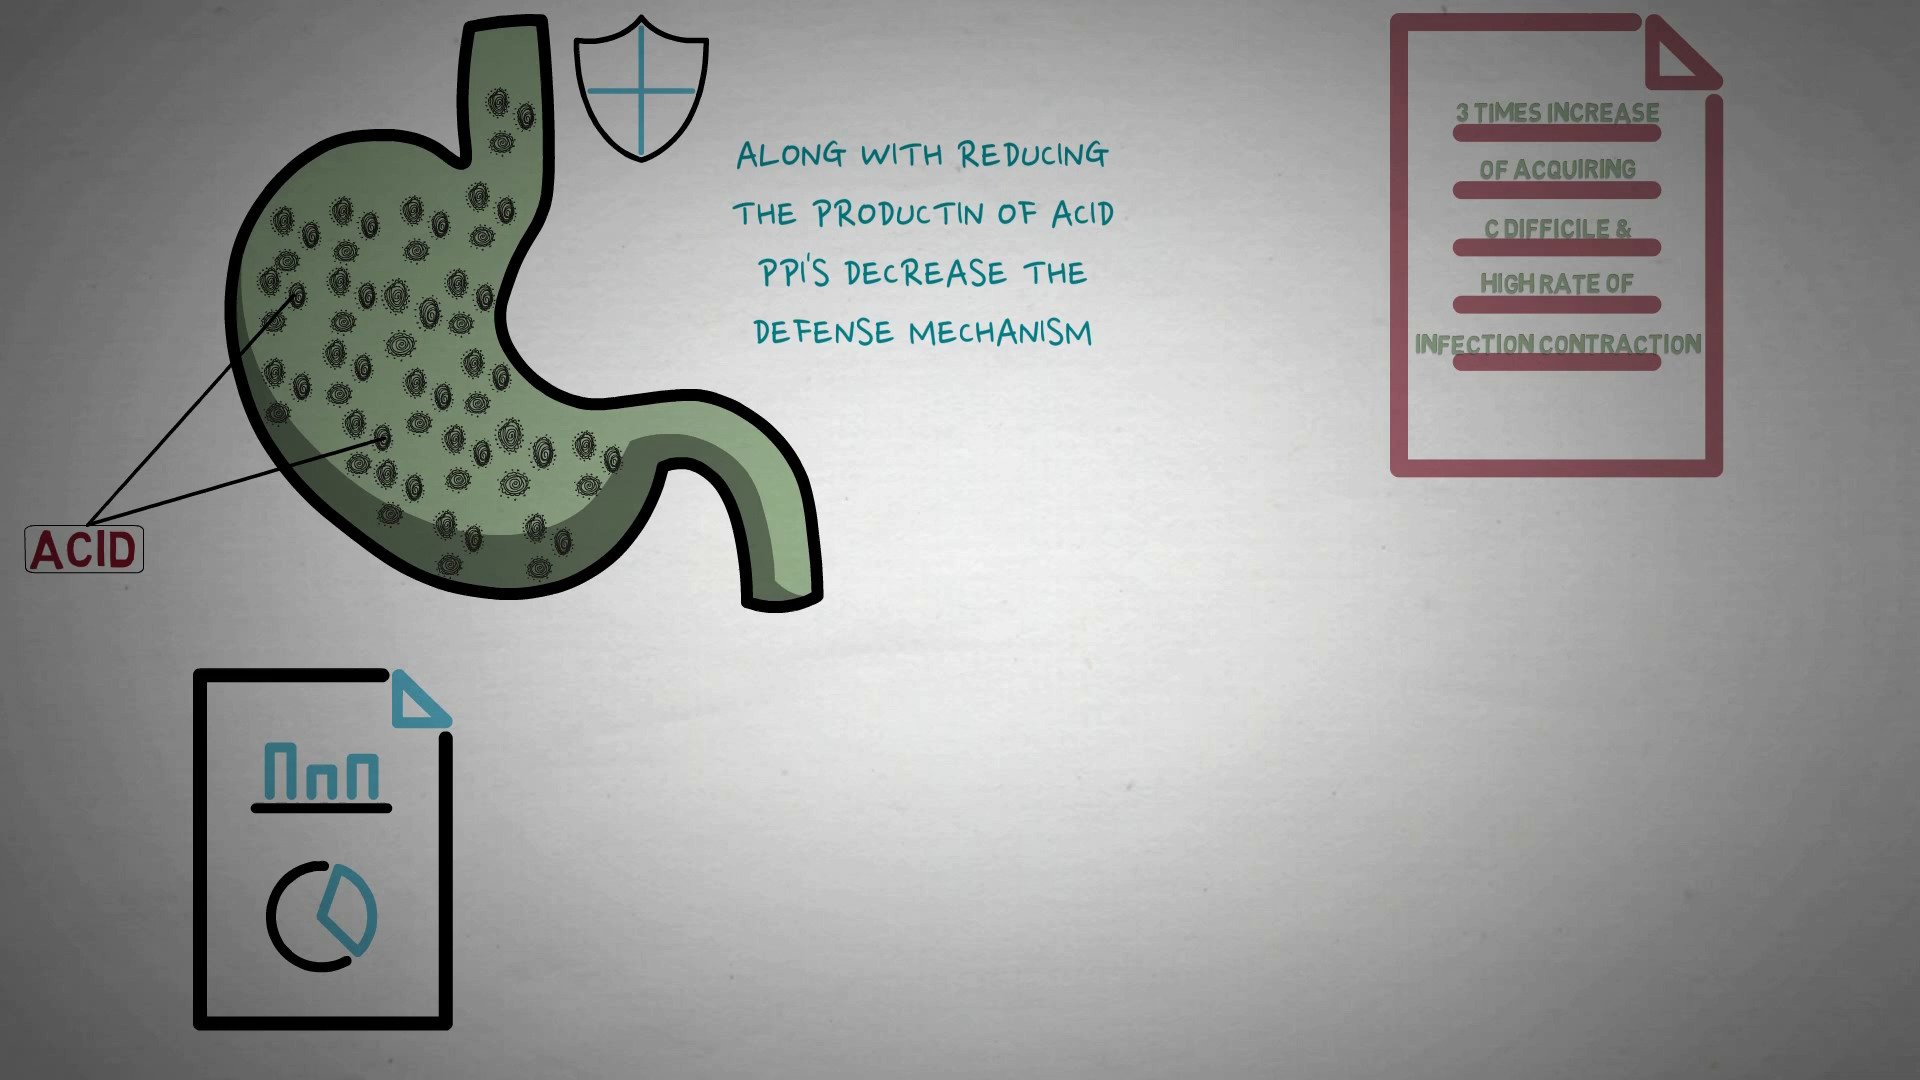 ALONG WITH REDUCING
THE PRODUCTIN OF ACID
PPI'S DECREASE THE
DEFENSE MECHANISM
3 TIMES INCREASE
OF ACQUIRING
C DIFFICILE &
HIGH RATE OF
INFECTION CONTRACTION
ACID